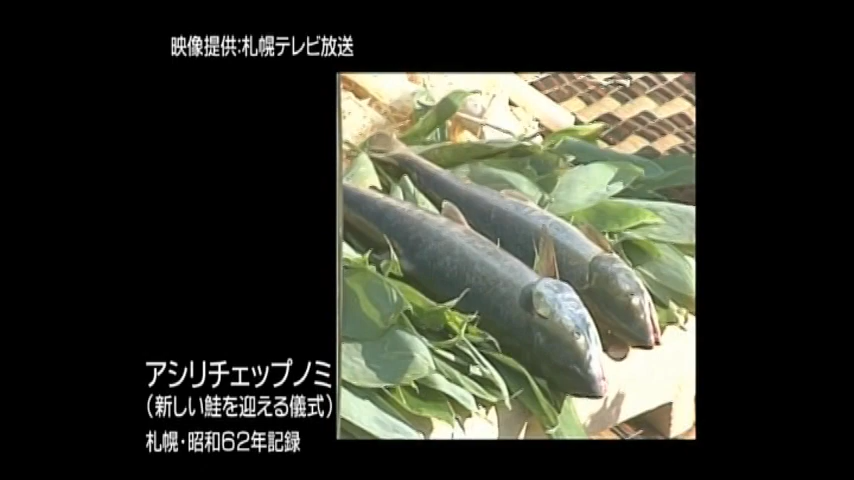 映像提供:札幌テレビ放送
アシリチェップノミ
(新しい鮭を迎える儀式)
札幌・昭和62年記録